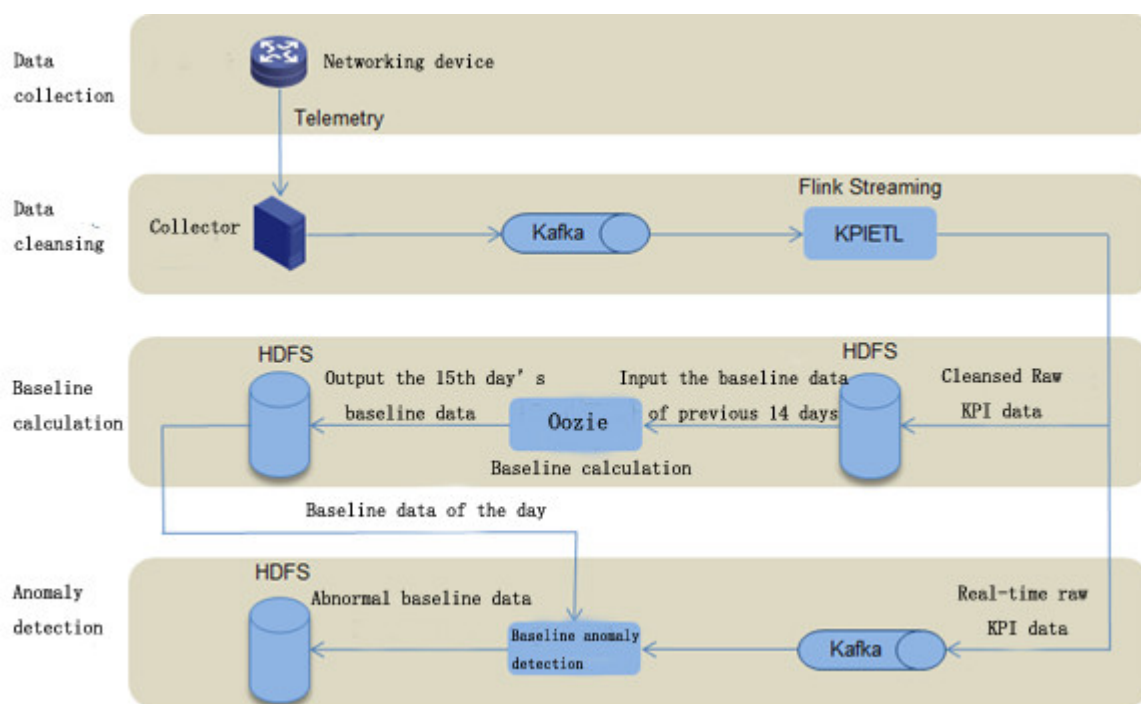 Data
collection
Networking device
Telemetry
Data
cleansing
Collector
Kafka
Flink Streaming
KPIETL
Baseline
calculation
HDFS
Output the 15th day's
baseline data
Oozie
Baseline calculation
Input the baseline data
of previous 14 days
HDFS
Cleansed Raw
KPI data
Baseline data of the day
Anomaly
detection
HDFS
Abnormal baseline data
Baseline anomaly
detection
Kafka
Real-time raw
KPI data